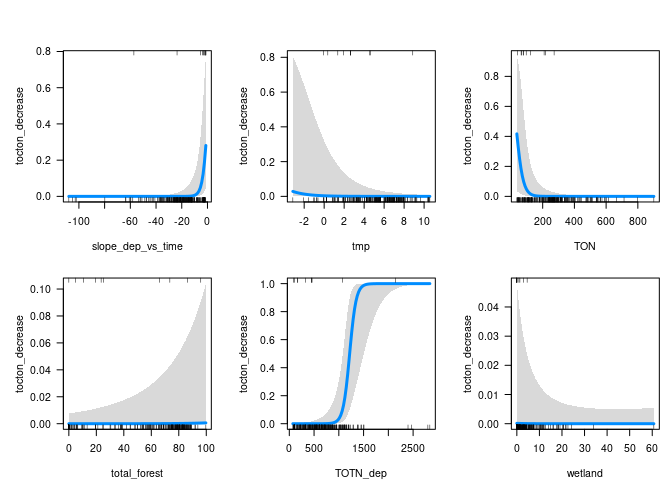 tocton_decrease
0.8
0.6
0.4
0.2
0.0
-100 -60 -40 -20 0
slope_dep_vs_time
tocton_decrease
0.8
0.6
0.4
0.2
0.0
-2 0 2 4 6 8 10
tmp
tocton_decrease
0.8
0.6
0.4
0.2
0.0
200 400 600 800
TON
tocton_decrease
0.10
0.08
0.06
0.04
0.02
0.00
0 20 40 60 80 100
total_forest
tocton_decrease
1.0
0.8
0.6
0.4
0.2
0.0
0 500 1000 1500 2500
TOTN_dep
tocton_decrease
0.04
0.03
0.02
0.01
0.00
0 10 20 30 40 50 60
wetland